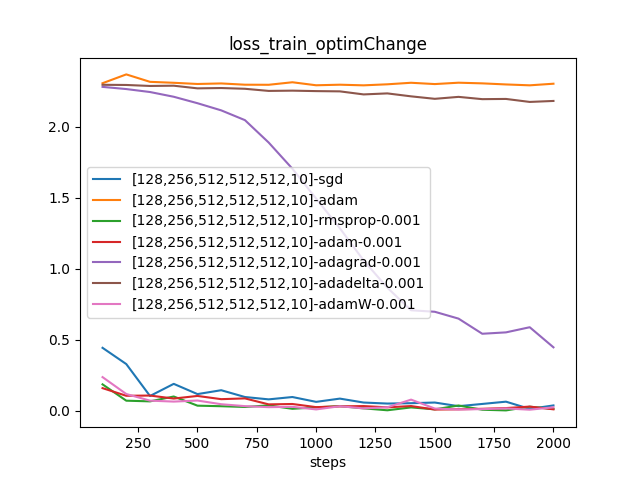 loss_train_optimChange
2.0
1.5
1.0
0.5
0.0
[128,256,512,512,512,10]-sgd
[128,256,512,512,512,10]-adam
[128,256,512,512,512,10]-rmsprop-0.001
[128,256,512,512,512,10]-adam-0.001
[128,256,512,512,512,10]-adagrad-0.001
[128,256,512,512,512,10]-adadelta-0.001
[128,256,512,512,512,10]-adamW-0.001
250 500 750 1000 1250 1500 1750 2000
steps